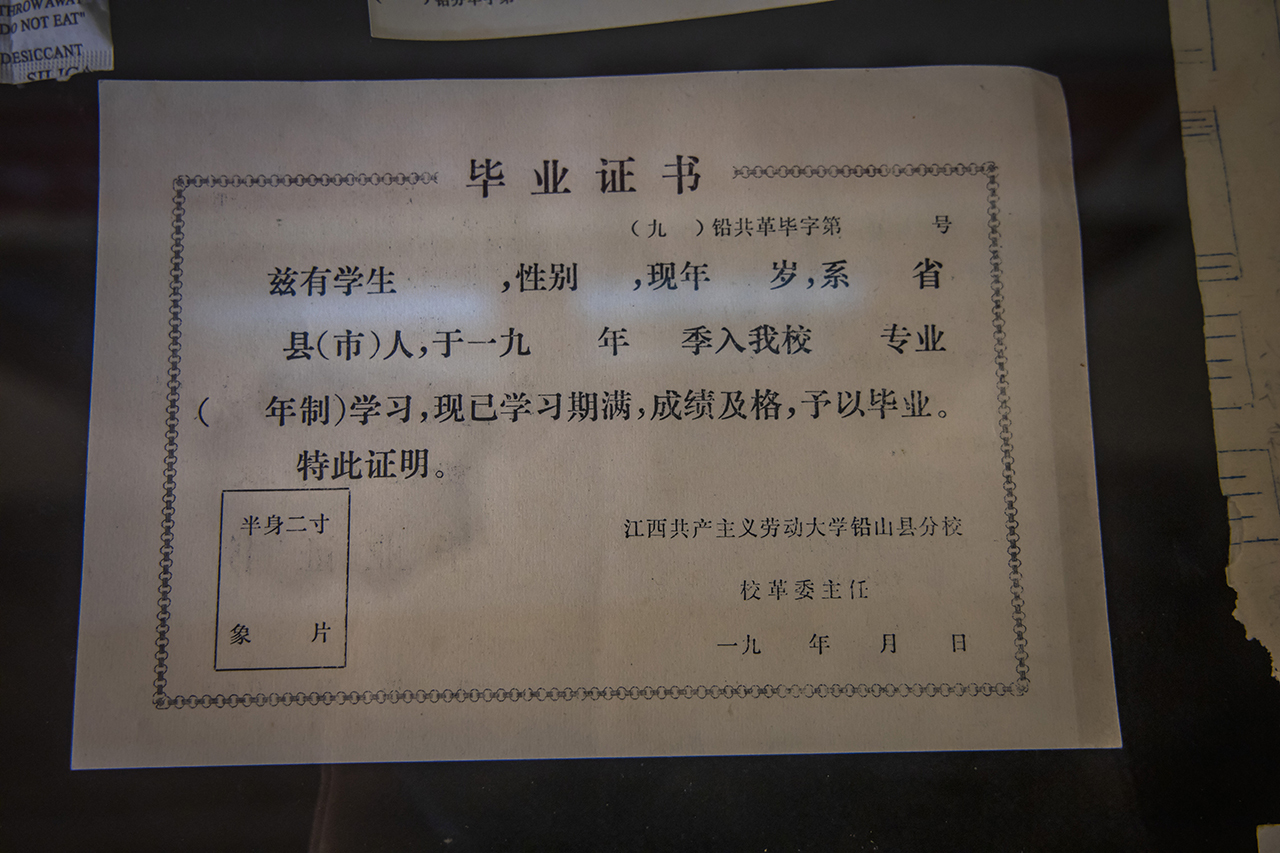 THROW AWAY
DO NOT EAT"
DESICCANT
毕业证书
（九　）铅共革毕字第　　　号
兹有学生　　　，性别　　，现年　　岁，系　　省
县（市）人，于一九　　年　　季入我校　　专业
（　　年制）学习，现已学习期满，成绩及格，予以毕业。
特此证明。
半身二寸
象　　片
江西共产主义劳动大学铅山县分校
校革委主任
一九　　年　　月　　日